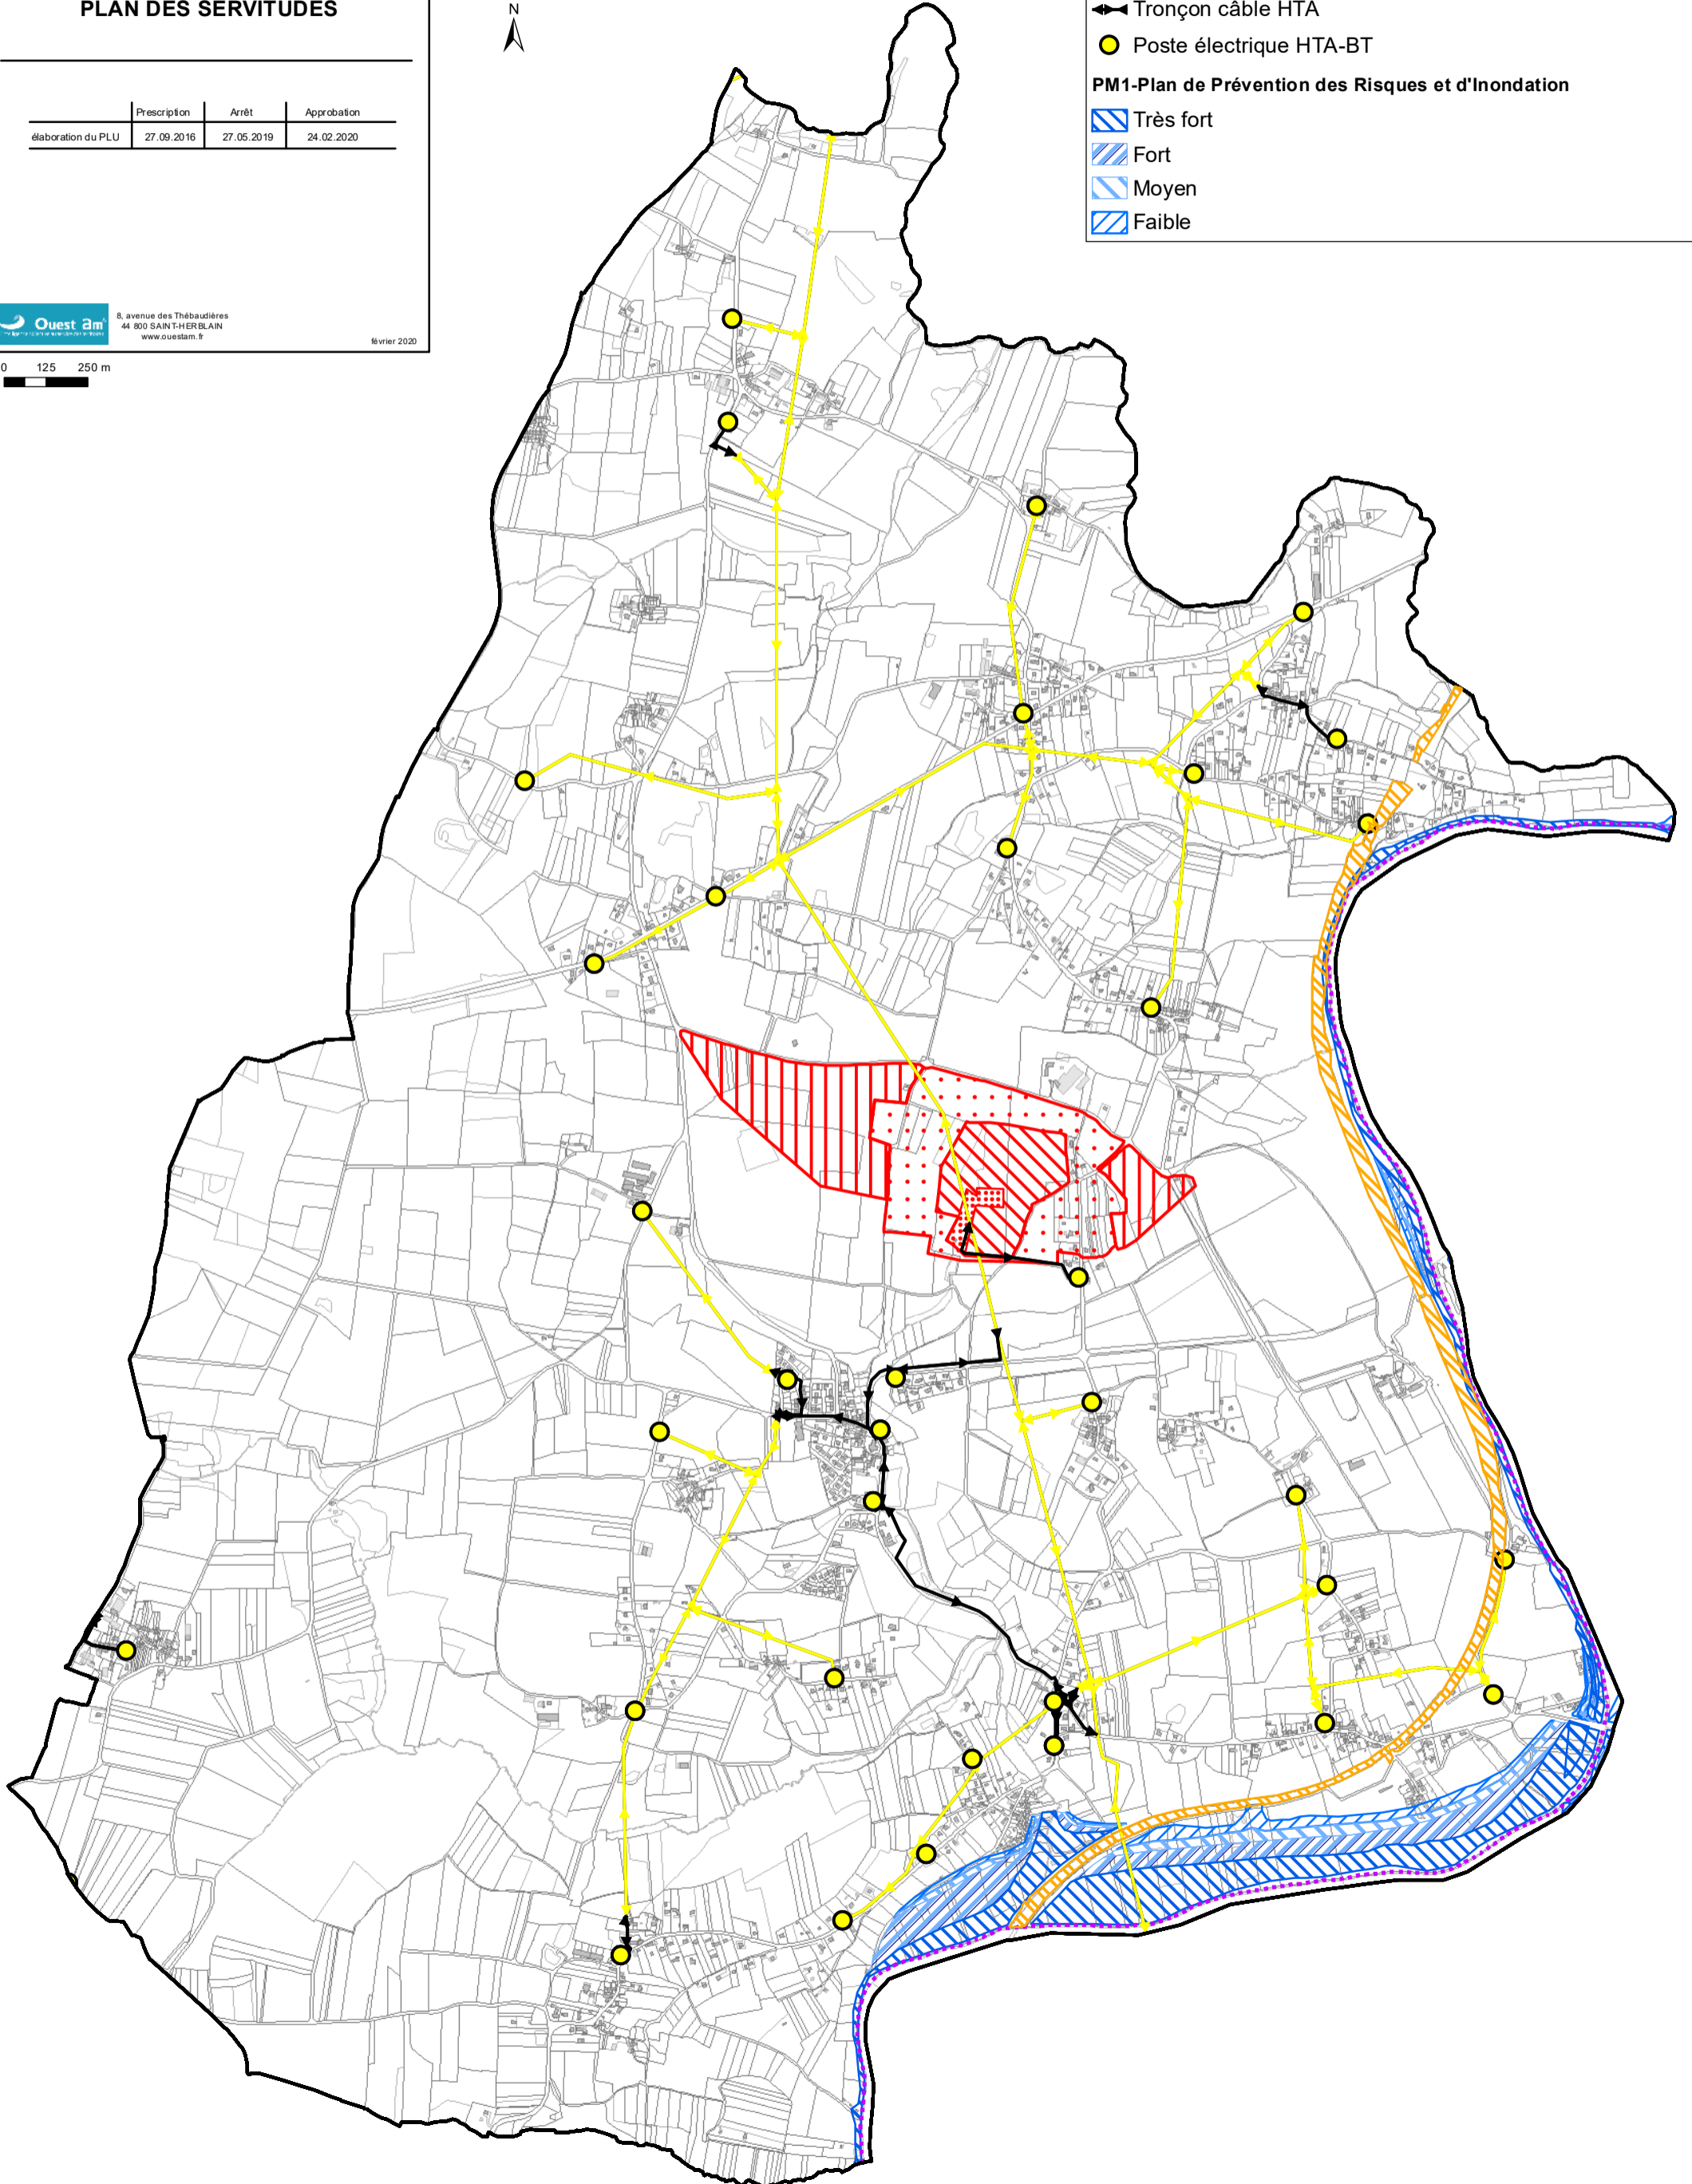 PLAN DES SERVITUDES
Prescription Arrêt Approbation
élaboration du PLU 27.09.2016 27.05.2019 24.02.2020
Ouest am'
8, avenue des Thébaudières
44 800 SAINT-HERBLAIN
www.ouestam.fr
février 2020
0 125 250 m
N
Tronçon câble HTA
Poste électrique HTA-BT
PM1-Plan de Prévention des Risques et d'Inondation
Très fort
Fort
Moyen
Faible